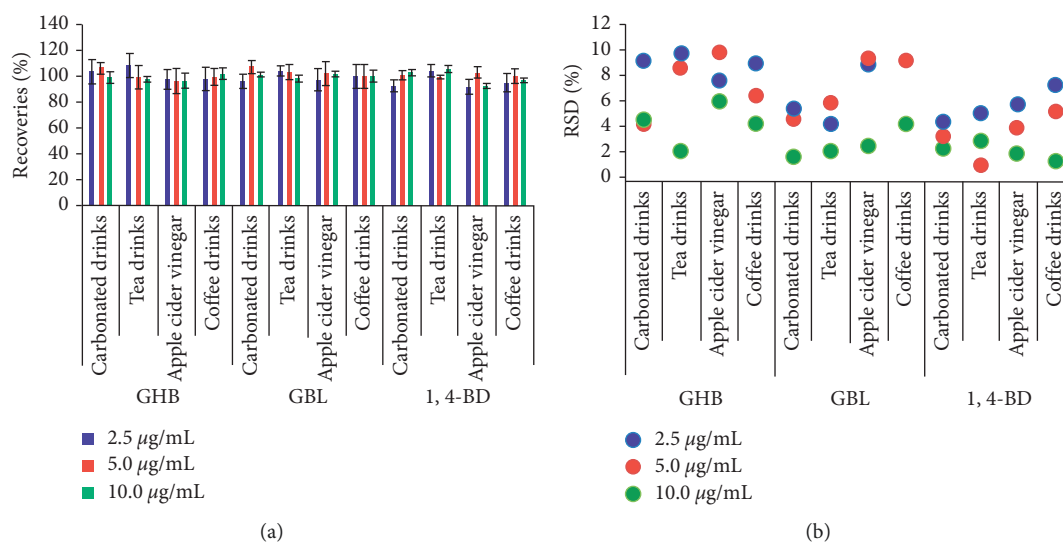 140
120
100
80
60
40
20
0
Recoveries (%)
Carbonated drinks
Tea drinks
Apple cider vinegar
Coffee drinks
Carbonated drinks
Tea drinks
Apple cider vinegar
Coffee drinks
Carbonated drinks
Tea drinks
Apple cider vinegar
Coffee drinks
GHB GBL 1, 4-BD
2.5 μg/mL
5.0 μg/mL
10.0 μg/mL
(a)
12
10
8
6
4
2
0
RSD (%)
Carbonated drinks
Tea drinks
Apple cider vinegar
Coffee drinks
Carbonated drinks
Tea drinks
Apple cider vinegar
Coffee drinks
Carbonated drinks
Tea drinks
Apple cider vinegar
Coffee drinks
GHB GBL 1, 4-BD
2.5 μg/mL
5.0 μg/mL
10.0 μg/mL
(b)